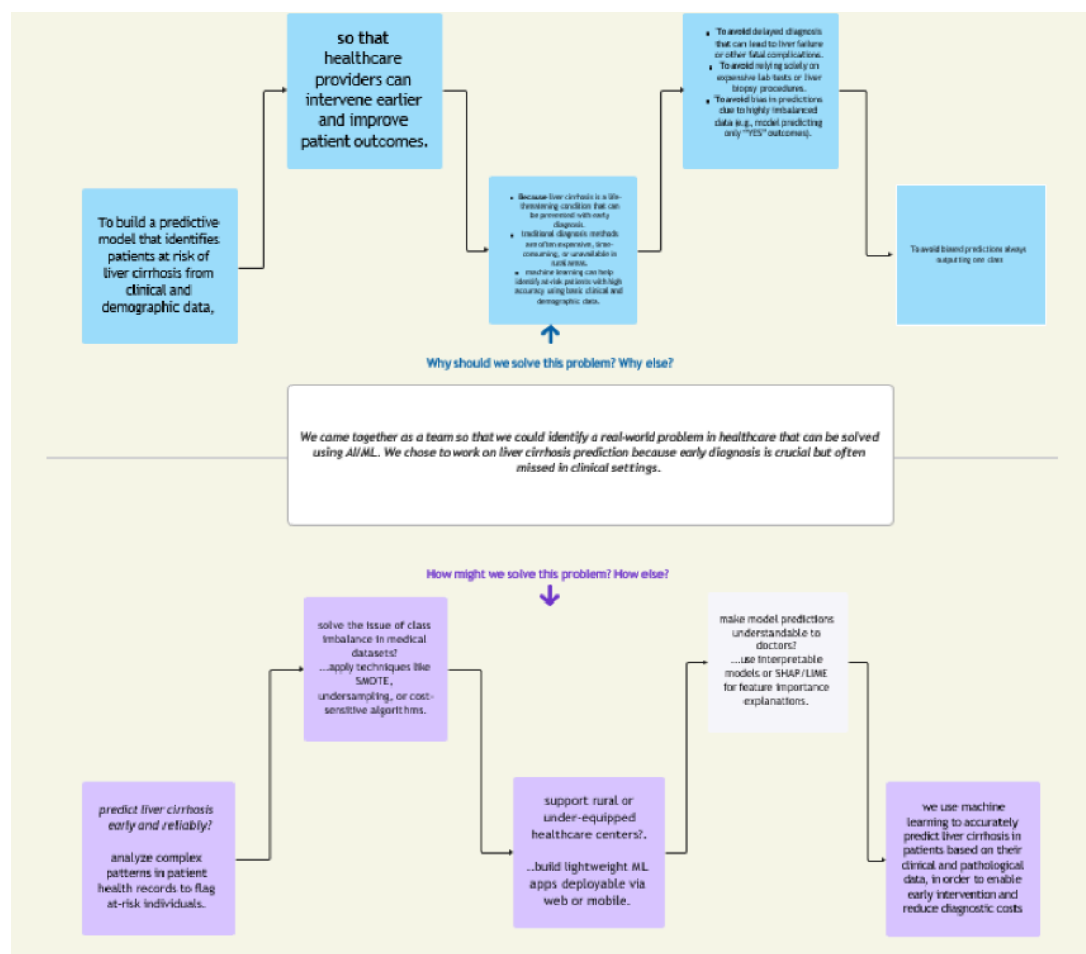 To build a predictive
model that identifies
patients at risk of
liver cirrhosis from
clinical and
demographic data,
so that
healthcare
providers can
intervene earlier
and improve
patient outcomes.
• Because liver cirrhosis is a life-
threatening condition that can
be prevented with early
diagnosis.
• traditional diagnosis methods
are often expensive, time-
consuming, or unavailable in
rural areas.
• machine learning can help
identify at-risk patients with high
accuracy using basic clinical and
demographic data.
• To avoid delayed diagnosis
that can lead to liver failure
or other fatal complications.
• To avoid relying solely on
expensive lab tests or liver
biopsy procedures.
• To avoid bias in predictions
due to highly imbalanced
data (e.g., model predicting
only "YES" outcomes).
To avoid biased predictions always
outputting one class
Why should we solve this problem? Why else?
We came together as a team so that we could identify a real-world problem in healthcare that can be solved
using AI/ML. We chose to work on liver cirrhosis prediction because early diagnosis is crucial but often
missed in clinical settings.
How might we solve this problem? How else?
predict liver cirrhosis
early and reliably?
analyze complex
patterns in patient
health records to flag
at-risk individuals.
solve the issue of class
imbalance in medical
datasets?
...apply techniques like
SMOTE,
undersampling, or cost-
sensitive algorithms.
support rural or
under-equipped
healthcare centers?.
...build lightweight ML
apps deployable via
web or mobile.
make model predictions
understandable to
doctors?
...use interpretable
models or SHAP/LIME
for feature importance
explanations.
we use machine
learning to accurately
predict liver cirrhosis in
patients based on their
clinical and pathological
data, in order to enable
early intervention and
reduce diagnostic costs